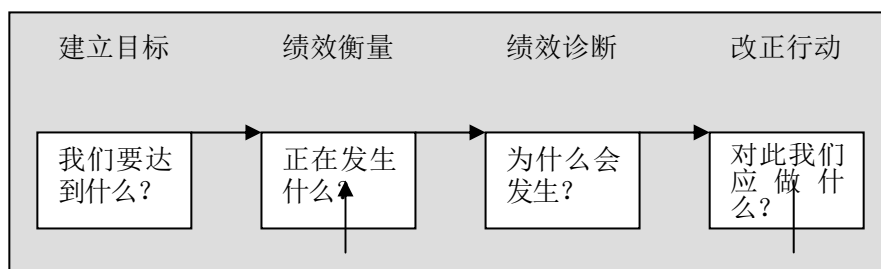 建立目标 绩效衡量 绩效诊断 改正行动
我们要达
到什么？
正在发生
什么？
为什么会
发生？
对此我们
应做什
么？